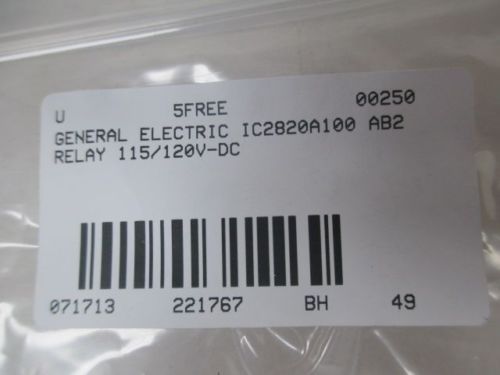 U 5FREE 00250
GENERAL ELECTRIC IC2820A100 AB2
RELAY 115/120V-DC
071713 221767 BH 49